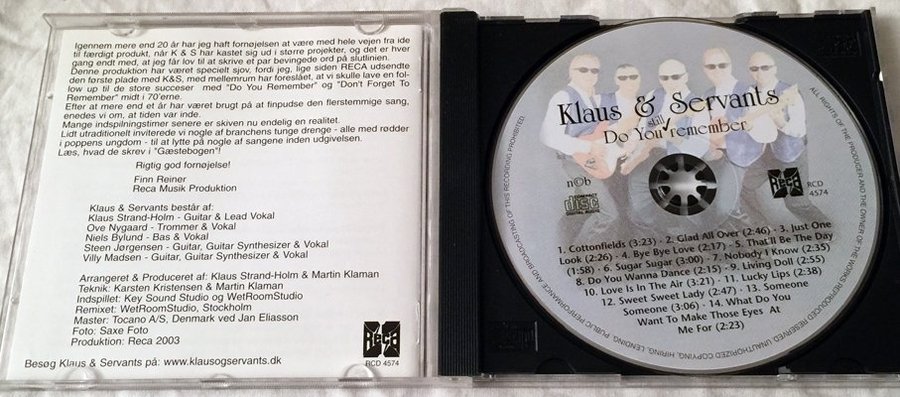 Igennem mere end 20 år har jeg haft fornøjelsen at være med hele vejen fra ide
til færdigt produkt, når K & S har kastet sig ud i større projekter, og det er hver
gang endt med, at jeg får lov til at skrive et par bevingede ord på slutlinien.
Denne produktion har været specielt sjov, fordi jeg, lige siden RECA udsendte
den første plade med K&S, med mellemrum har foreslået, at vi skulle lave en fol-
low up til de store succeser med "Do You Remember" og "Don't Forget To
Remember" midt i 70'erne.
Efter at mere end et år har været brugt på at finpudse den flerstemmige sang,
enedes vi om, at tiden var inde.
Mange indspilningstimer senere er skiven nu endelig en realitet.
Lidt utraditionelt inviterede vi nogle af branchens tunge drenge - alle med rødder
i poppens ungdom - til at lytte på nogle af sangene inden udgivelsen.
Læs, hvad de skrev i "Gæstebogen"!
Rigtig god fornøjelse!
Finn Reiner
Reca Musik Produktion
Klaus & Servants består af:
Klaus Strand-Holm - Guitar & Lead Vokal
Ove Nygaard - Trommer & Vokal
Niels Bylund - Bas & Vokal
Steen Jørgensen - Guitar, Guitar Synthesizer & Vokal
Villy Madsen - Guitar, Guitar Synthesizer & Vokal
Arrangeret & Produceret af: Klaus Strand-Holm & Martin Klaman
Teknik: Karsten Kristensen & Martin Klaman
Indspillet: Key Sound Studio og WetRoomStudio
Remixet: WetRoomStudio, Stockholm
Master: Tocano A/S, Denmark ved Jan Eliasson
Foto: Saxe Foto
Produktion: Reca 2003
Besøg Klaus & Servants på: www.klausogservants.dk
Reca
RCD 4574
Klaus & Servants
still
Do You remember
n©b
COMPACT
disc
DIGITAL AUDIO
Reca
RCD
4574
1. Cottonfields (3:23) - 2. Glad All Over (2:46) - 3. Just One
Look (2:26) - 4. Bye Bye Love (2:17) - 5. That'll Be The Day
(1:58) - 6. Sugar Sugar (3:00) - 7. Nobody I Know (2:35)
8. Do You Wanna Dance (2:15) - 9. Living Doll (2:55)
10. Love Is In The Air (3:21) - 11. Lucky Lips (2:38)
12. Sweet Sweet Lady (2:47) - 13. Someone
Someone (3:06) - 14. What Do You
Want To Make Those Eyes At
Me For (2:23)
ALL RIGHTS OF THE PRODUCER AND THE OWNER OF THE WORKS REPRODUCED RESERVED. UNAUTHORIZED COPYING, HIRING, LENDING, PUBLIC PERFORMANCE AND BROADCASTING OF THIS RECORDING PROHIBITED.